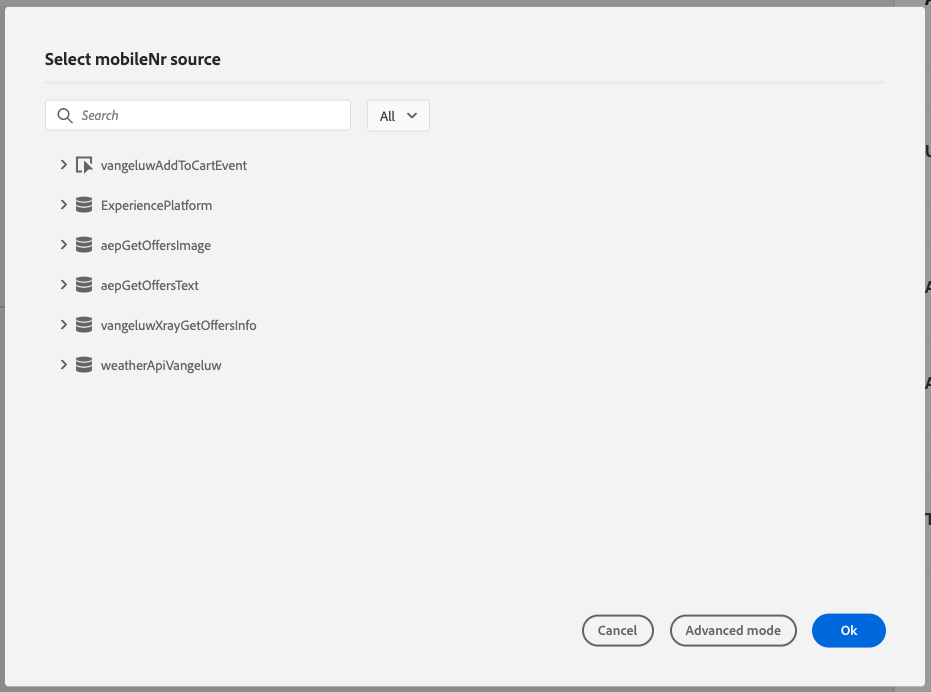 Select mobileNr source
Search
All
vangeluwAddToCartEvent
ExperiencePlatform
aepGetOffersImage
aepGetOffersText
vangeluwXrayGetOffersInfo
weatherApiVangeluw
Cancel
Advanced mode
Ok